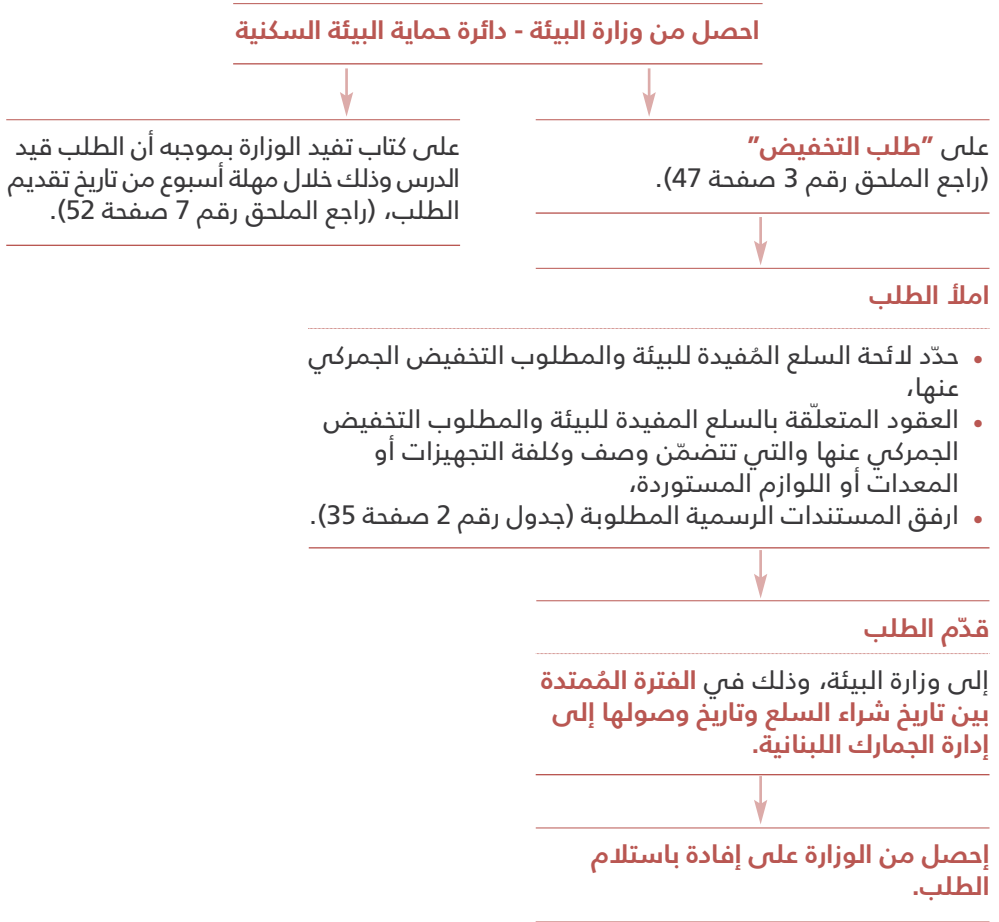 احصل من وزارة البيئة - دائرة حماية البيئة السكنية
على "طلب التخفيض"
(راجع الملحق رقم 3 صفحة 47).
على كتاب تفيد الوزارة بموجبه أن الطلب قيد
الدرس وذلك خلال مهلة أسبوع من تاريخ تقديم
الطلب، (راجع الملحق رقم 7 صفحة 52).
املأ الطلب
• حدّد لائحة السلع المُفيدة للبيئة والمطلوب التخفيض الجمركي
عنها،
• العقود المتعلّقة بالسلع المفيدة للبيئة والمطلوب التخفيض
الجمركي عنها والتي تتضمّن وصف وكلفة التجهيزات أو
المعدات أو اللوازم المستوردة،
• ارفق المستندات الرسمية المطلوبة (جدول رقم 2 صفحة 35).
قدّم الطلب
إلى وزارة البيئة، وذلك في الفترة المُمتدة
بين تاريخ شراء السلع وتاريخ وصولها إلى
إدارة الجمارك اللبنانية.
إحصل من الوزارة على إفادة باستلام
الطلب.